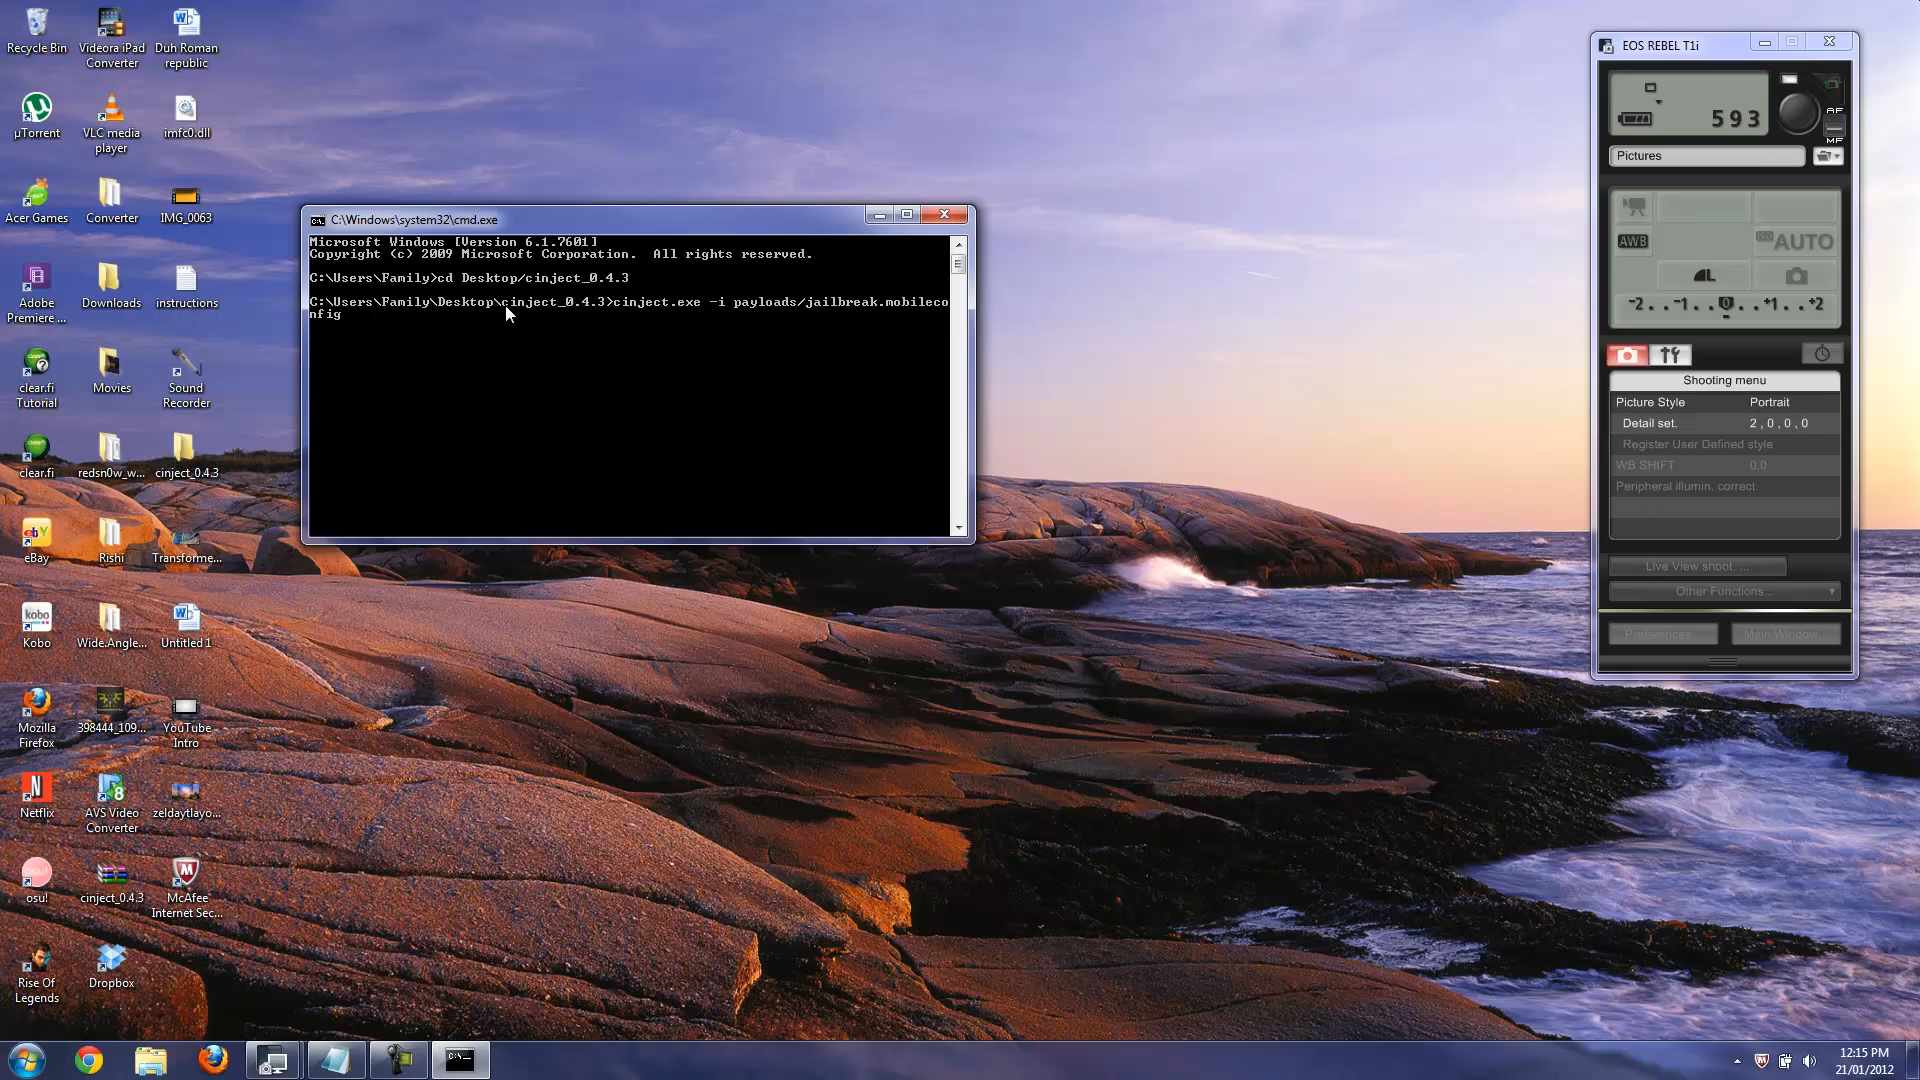 Recycle Bin
Videora iPad
Converter
Duh Roman
republic
µTorrent
VLC media
player
imfc0.dll
Acer Games
Converter
IMG_0063
Adobe
Premiere ...
Downloads
instructions
clear.fi
Tutorial
Movies
Sound
Recorder
clear.fi
redsn0w_w...
cinject_0.4.3
eBay
Rishi
Transforme...
kobo
Kobo
Wide.Angle...
Untitled 1
Mozilla
Firefox
398444_109...
YouTube
Intro
Netflix
AVS Video
Converter
zeldaytlayo...
osu!
cinject_0.4.3
McAfee
Internet Sec...
Rise Of
Legends
Dropbox
C:\Windows\system32\cmd.exe
Microsoft Windows [Version 6.1.7601]
Copyright (c) 2009 Microsoft Corporation.  All rights reserved.
C:\Users\Family>cd Desktop/cinject_0.4.3
C:\Users\Family\Desktop\cinject_0.4.3>cinject.exe -i payloads/jailbreak.mobileco
nfig
EOS REBEL T1i
593
AF
MF
Pictures
AWB
ISO AUTO
L
-2..-1..0..+1..+2
Shooting menu
Picture Style Portrait
Detail set. 2 , 0 , 0 , 0
Register User Defined style
WB SHIFT 0,0
Peripheral illumin. correct.
Live View shoot. ...
Other Functions...
Preferences...
Main Window...
12:15 PM
21/01/2012